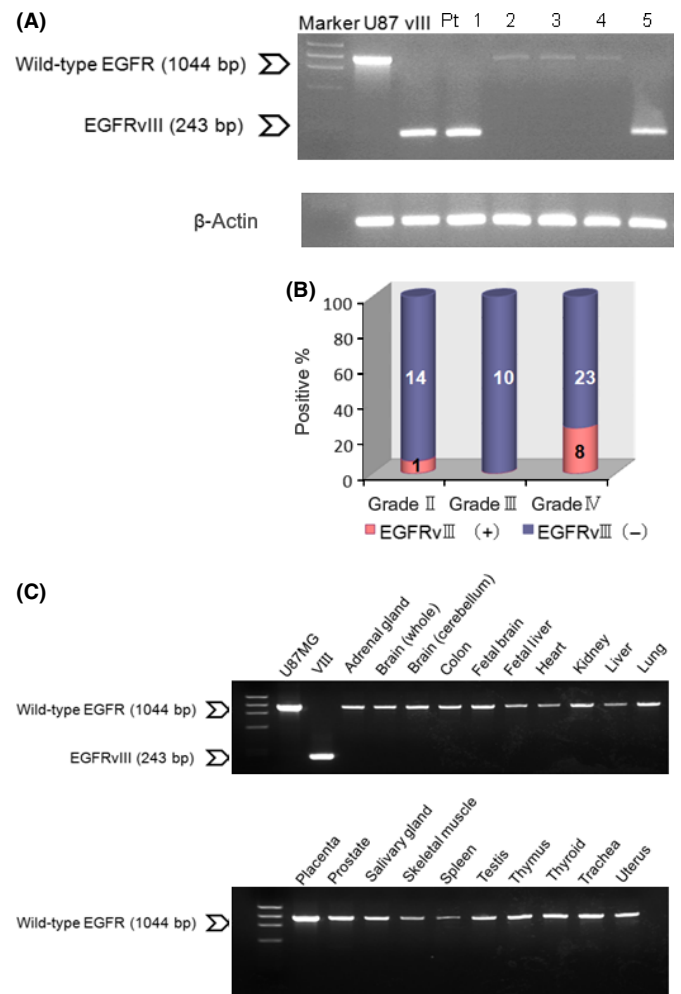 (A)
Marker U87 vIII Pt 1 2 3 4 5
Wild-type EGFR (1044 bp)
EGFRvIII (243 bp)
β-Actin
(B)
Positive %
100
80
60
40
20
0
14
1
10
23
8
Grade Ⅱ Grade Ⅲ Grade Ⅳ
EGFRvⅢ (+) EGFRvⅢ (−)
(C)
U87MG
VIII
Adrenal gland
Brain (whole)
Brain (cerebellum)
Colon
Fetal brain
Fetal liver
Heart
Kidney
Liver
Lung
Wild-type EGFR (1044 bp)
EGFRvIII (243 bp)
Placenta
Prostate
Salivary gland
Skeletal muscle
Spleen
Testis
Thymus
Thyroid
Trachea
Uterus
Wild-type EGFR (1044 bp)